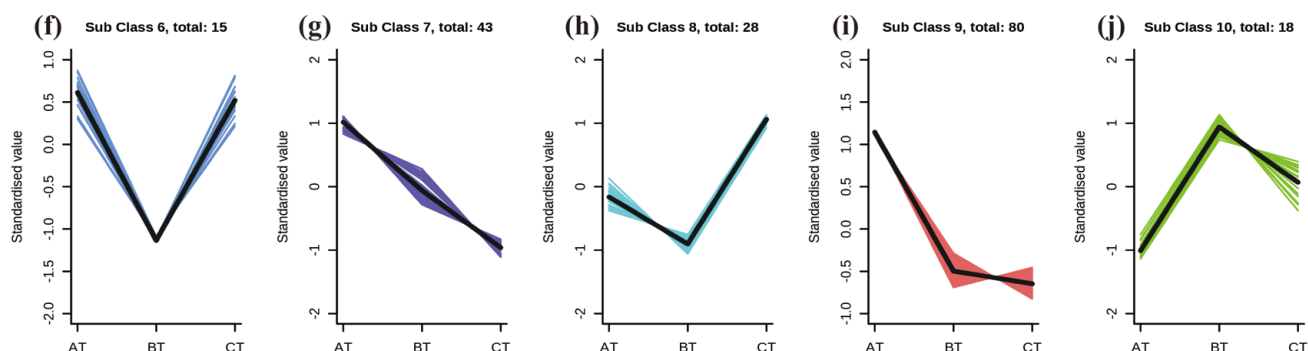 (f) Sub Class 6, total: 15
Standardised value
1.0
0.5
0.0
-0.5
-1.0
-1.5
-2.0
AT BT CT
(g) Sub Class 7, total: 43
Standardised value
2
1
0
-1
-2
AT BT CT
(h) Sub Class 8, total: 28
Standardised value
2
1
0
-1
-2
AT BT CT
(i) Sub Class 9, total: 80
Standardised value
2.0
1.5
1.0
0.5
0.0
-0.5
-1.0
AT BT CT
(j) Sub Class 10, total: 18
Standardised value
2
1
0
-1
-2
AT BT CT